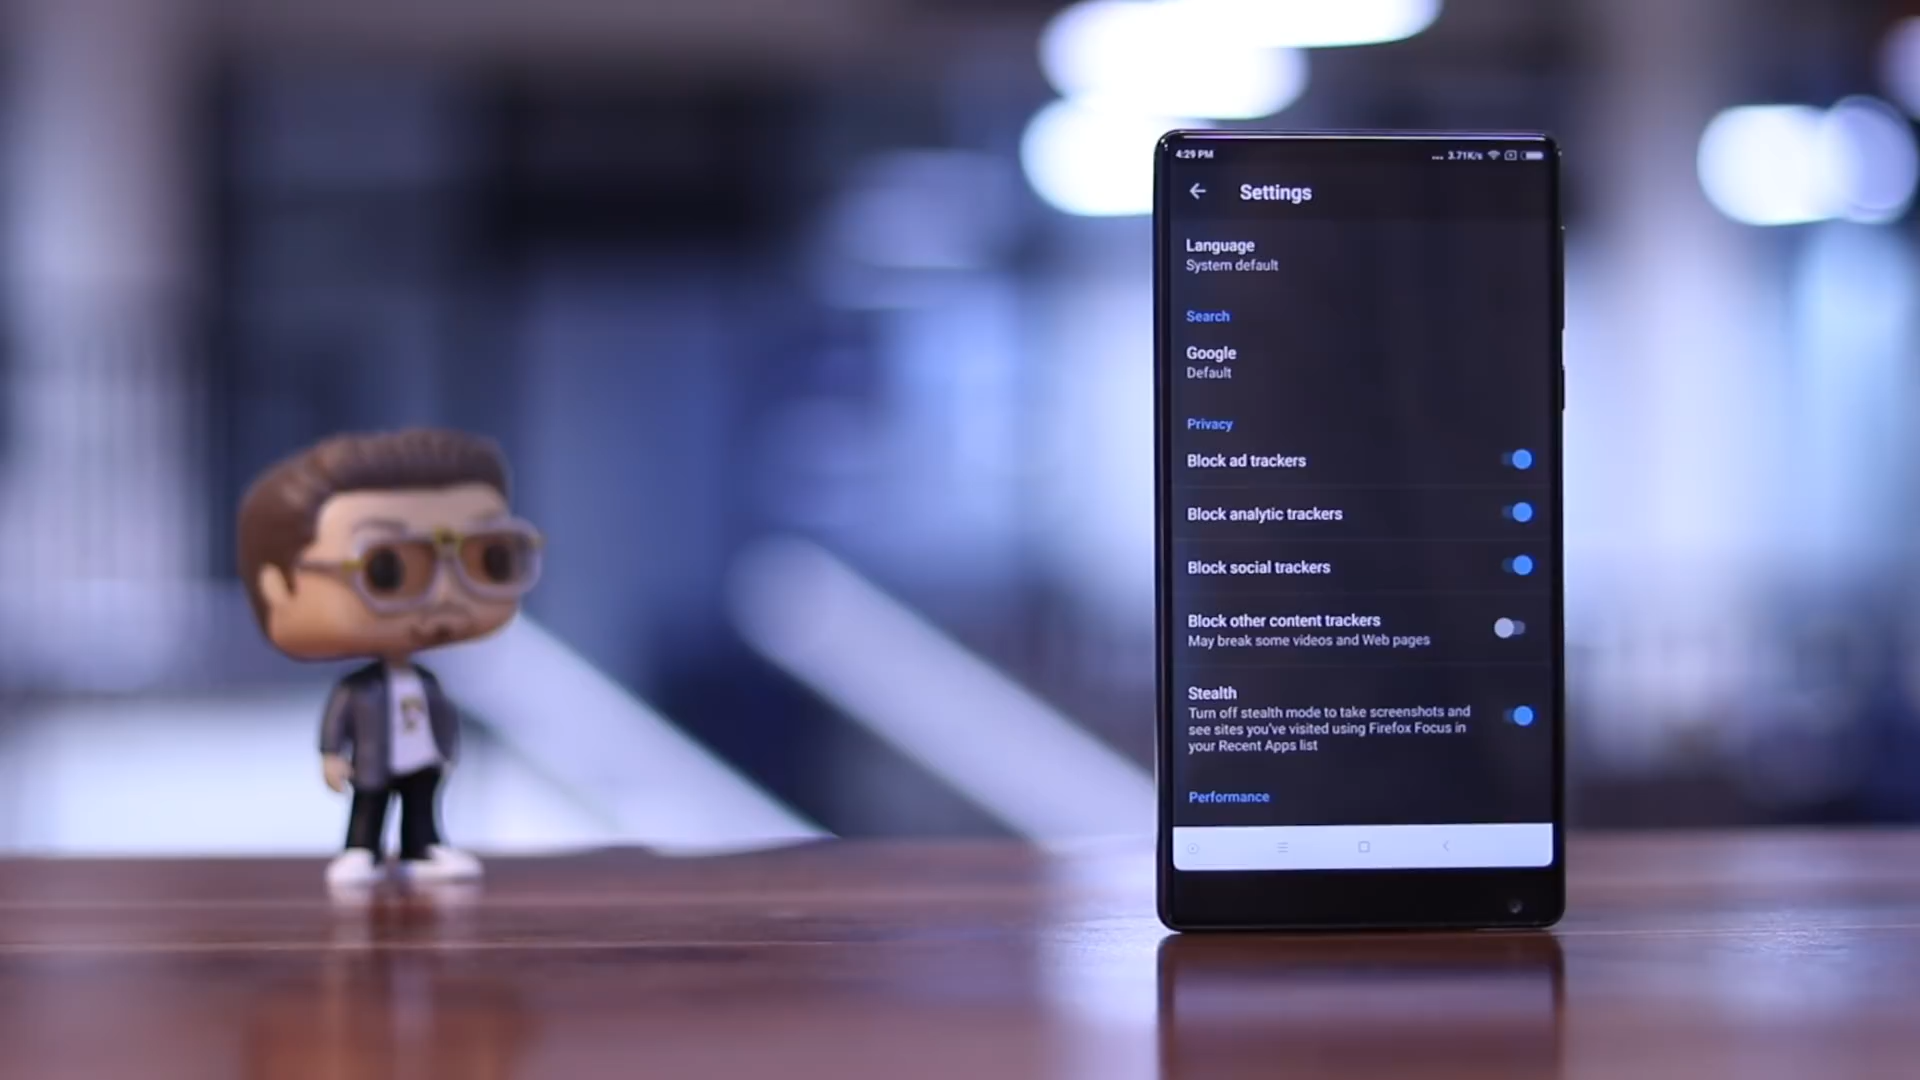 4:29 PM
... 3.71K/s
Settings
Language
System default
Search
Google
Default
Privacy
Block ad trackers
Block analytic trackers
Block social trackers
Block other content trackers
May break some videos and Web pages
Stealth
Turn off stealth mode to take screenshots and
see sites you've visited using Firefox Focus in
your Recent Apps list
Performance